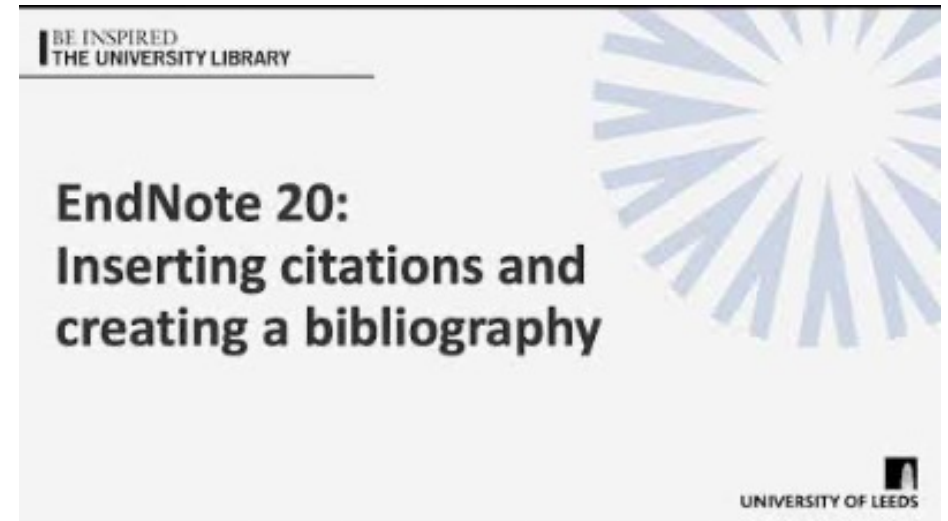 BE INSPIRED
THE UNIVERSITY LIBRARY
EndNote 20:
Inserting citations and
creating a bibliography
UNIVERSITY OF LEEDS